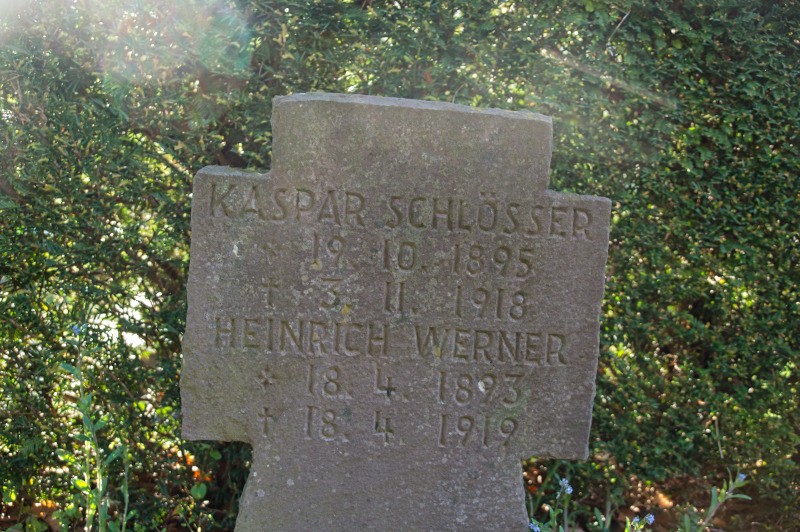 KASPAR SCHLÖSSER
* 19. 10. 1895
† 3. 11. 1918
HEINRICH WERNER
* 18. 4. 1893
† 18. 4. 1919